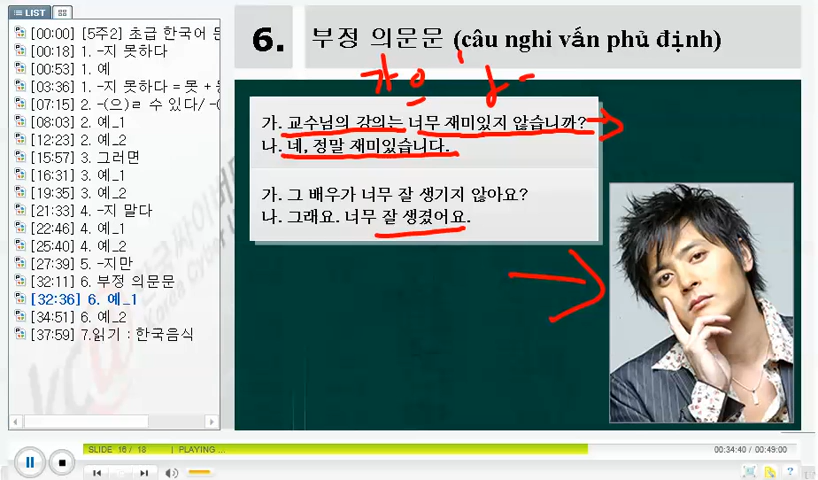 LIST
[00:00] [5주2] 초급 한국어 문
[00:18] 1. -지 못하다
[00:53] 1. 예
[03:36] 1. -지 못하다 = 못 + 동
[07:15] 2. -(으)ㄹ 수 있다/ -(
[08:03] 2. 예_1
[12:23] 2. 예_2
[15:57] 3. 그러면
[16:31] 3. 예_1
[19:35] 3. 예_2
[21:33] 4. -지 말다
[22:46] 4. 예_1
[25:40] 4. 예_2
[27:39] 5. -지만
[32:11] 6. 부정 의문문
[32:36] 6. 예_1
[34:51] 6. 예_2
[37:59] 7.읽기 : 한국음식
6. 부정 의문문 (câu nghi vấn phủ định)
가. 교수님의 강의는 너무 재미있지 않습니까?
나. 네, 정말 재미있습니다.
가. 그 배우가 너무 잘 생기지 않아요?
나. 그래요. 너무 잘 생겼어요.
SLIDE 16 / 18 | PLAYING ...
00:34:40 / 00:49:00